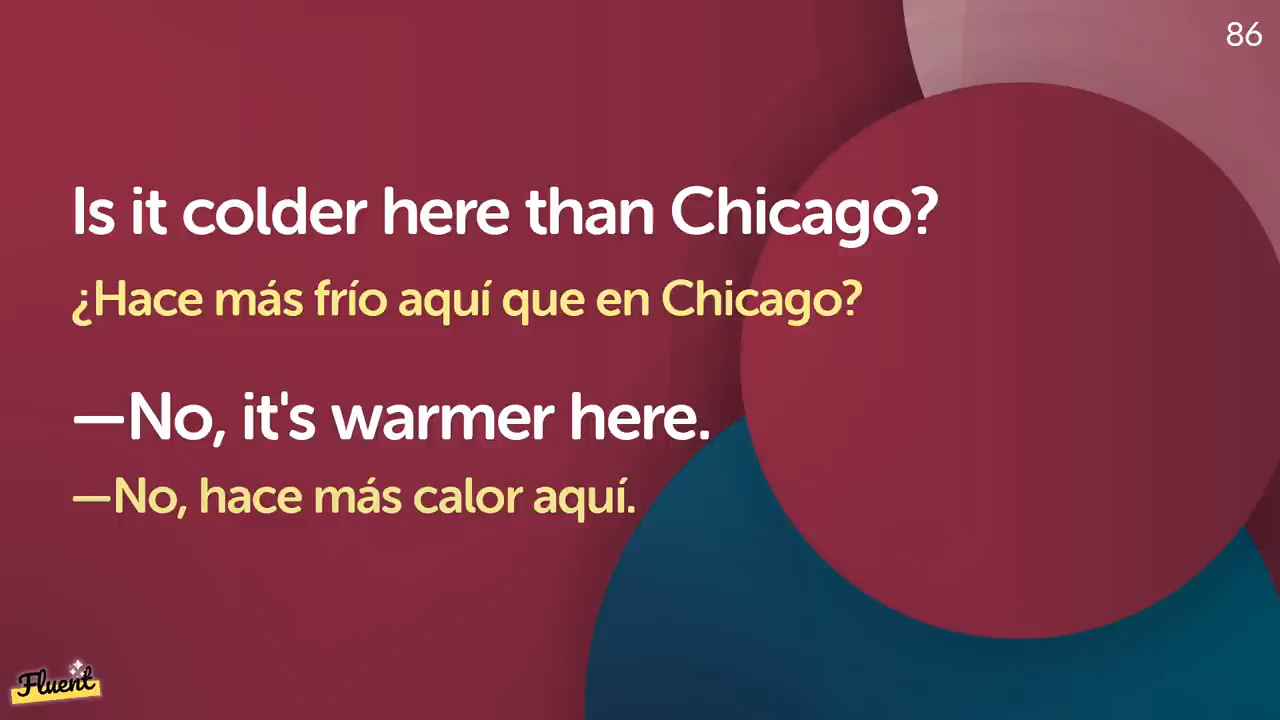 86
Is it colder here than Chicago?
¿Hace más frío aquí que en Chicago?
—No, it's warmer here.
—No, hace más calor aquí.
Fluent